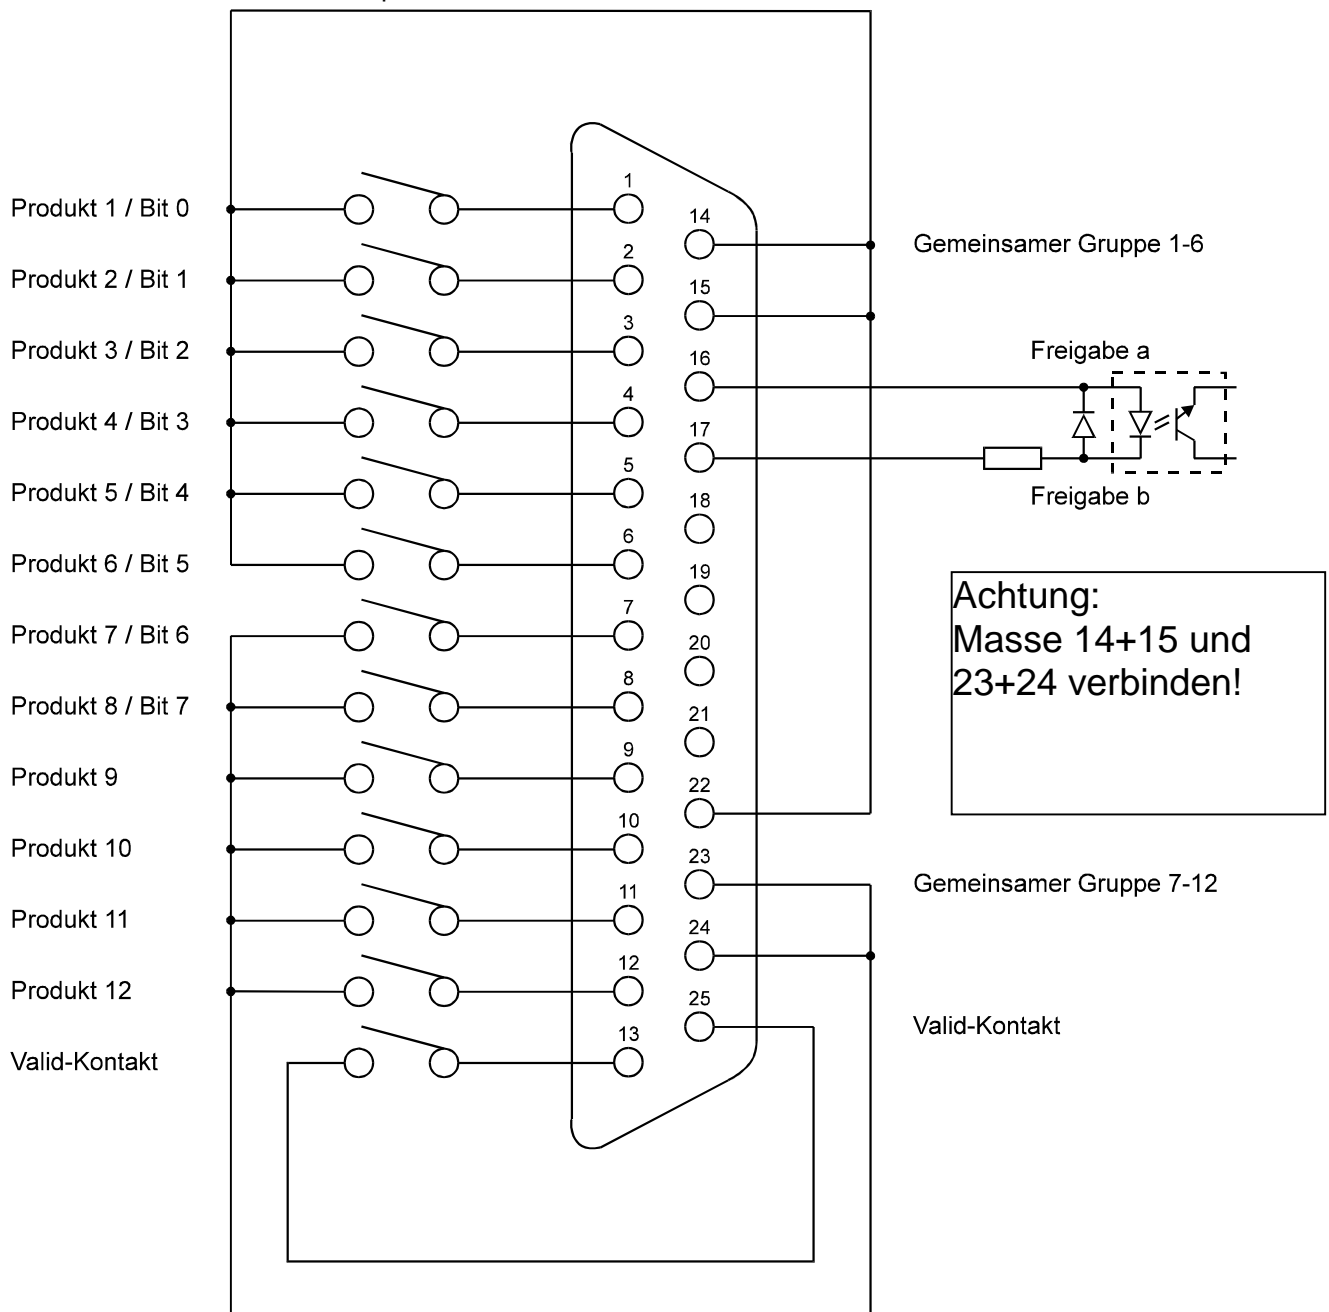 Produkt 1 / Bit 0
Produkt 2 / Bit 1
Produkt 3 / Bit 2
Produkt 4 / Bit 3
Produkt 5 / Bit 4
Produkt 6 / Bit 5
Produkt 7 / Bit 6
Produkt 8 / Bit 7
Produkt 9
Produkt 10
Produkt 11
Produkt 12
Valid-Kontakt
1
2
3
4
5
6
7
8
9
10
11
12
13
14
15
16
17
18
19
20
21
22
23
24
25
Gemeinsamer Gruppe 1-6
Freigabe a
Freigabe b
Achtung:
Masse 14+15 und
23+24 verbinden!
Gemeinsamer Gruppe 7-12
Valid-Kontakt